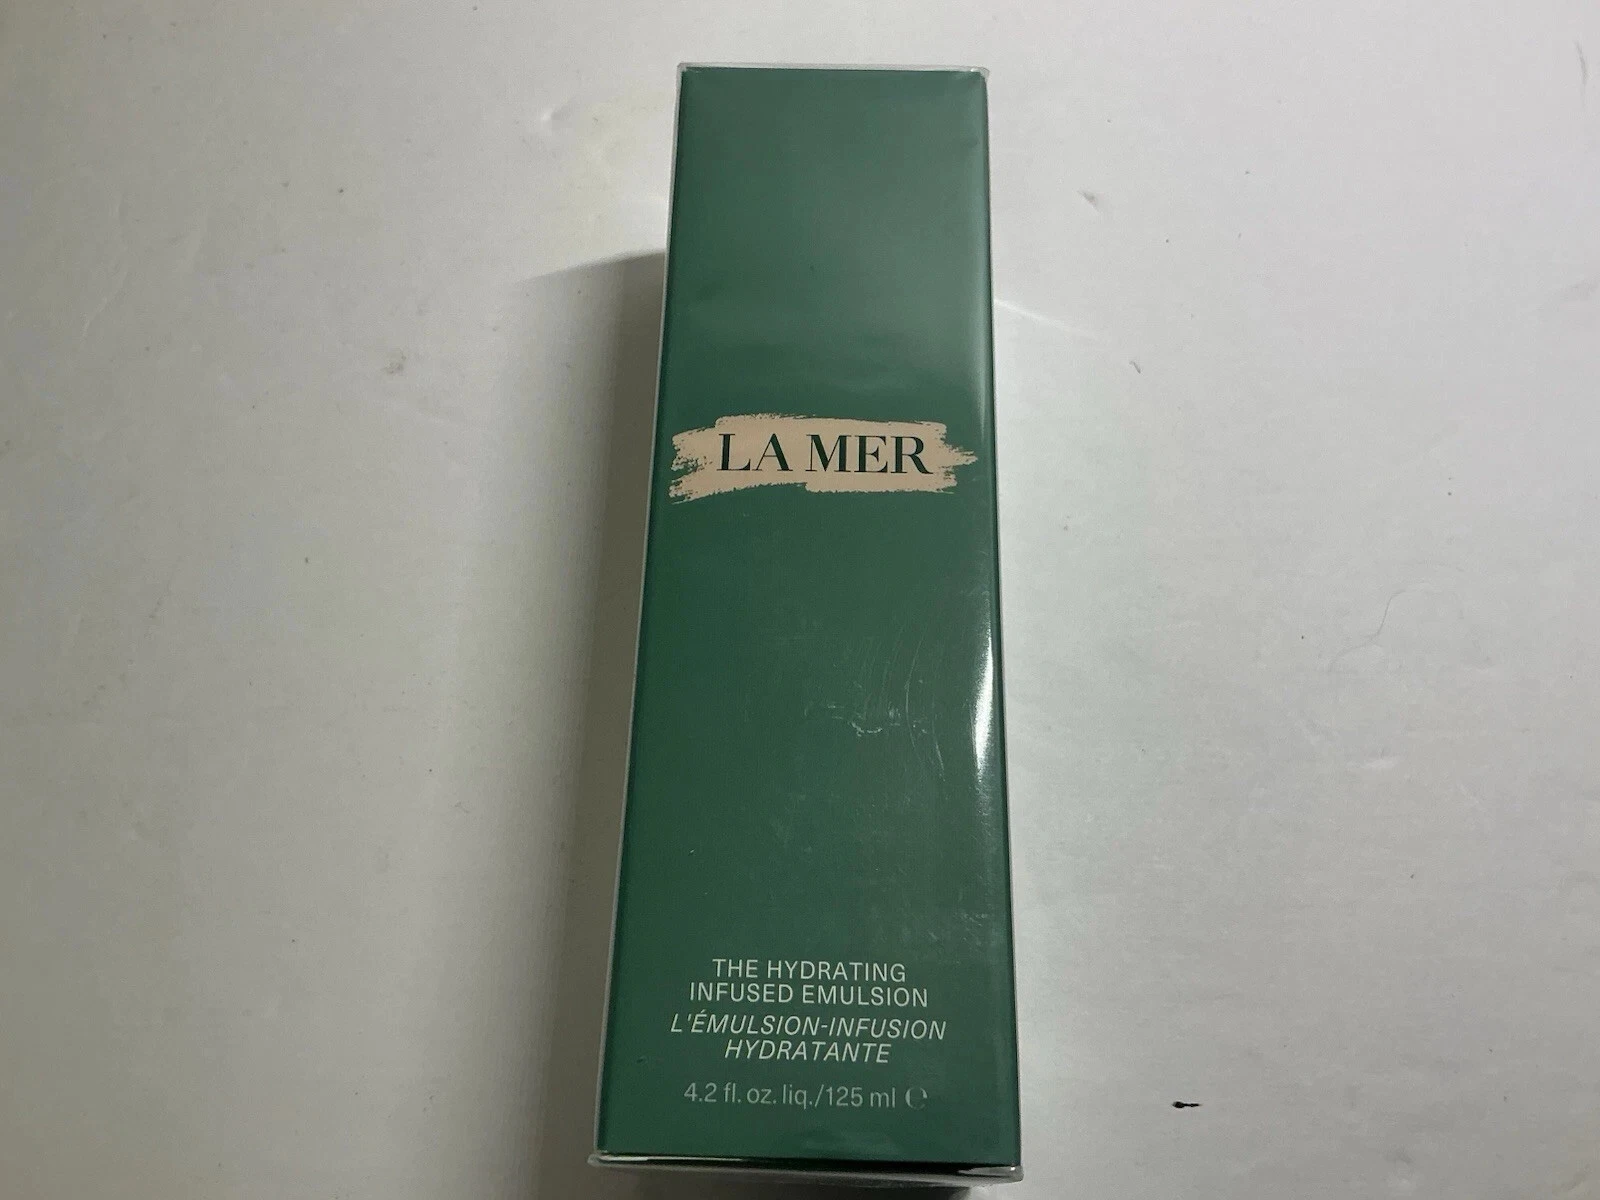 LA MER
THE HYDRATING
INFUSED EMULSION
L'ÉMULSION-INFUSION
HYDRATANTE
4.2 fl. oz. liq./125 ml ℮